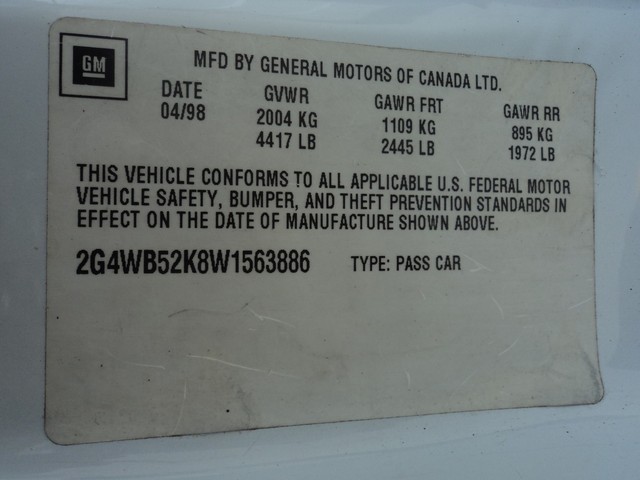 GM
MFD BY GENERAL MOTORS OF CANADA LTD.
DATE GVWR GAWR FRT GAWR RR
04/98 2004 KG 1109 KG 895 KG
4417 LB 2445 LB 1972 LB
THIS VEHICLE CONFORMS TO ALL APPLICABLE U.S. FEDERAL MOTOR
VEHICLE SAFETY, BUMPER, AND THEFT PREVENTION STANDARDS IN
EFFECT ON THE DATE OF MANUFACTURE SHOWN ABOVE.
2G4WB52K8W1563886 TYPE: PASS CAR